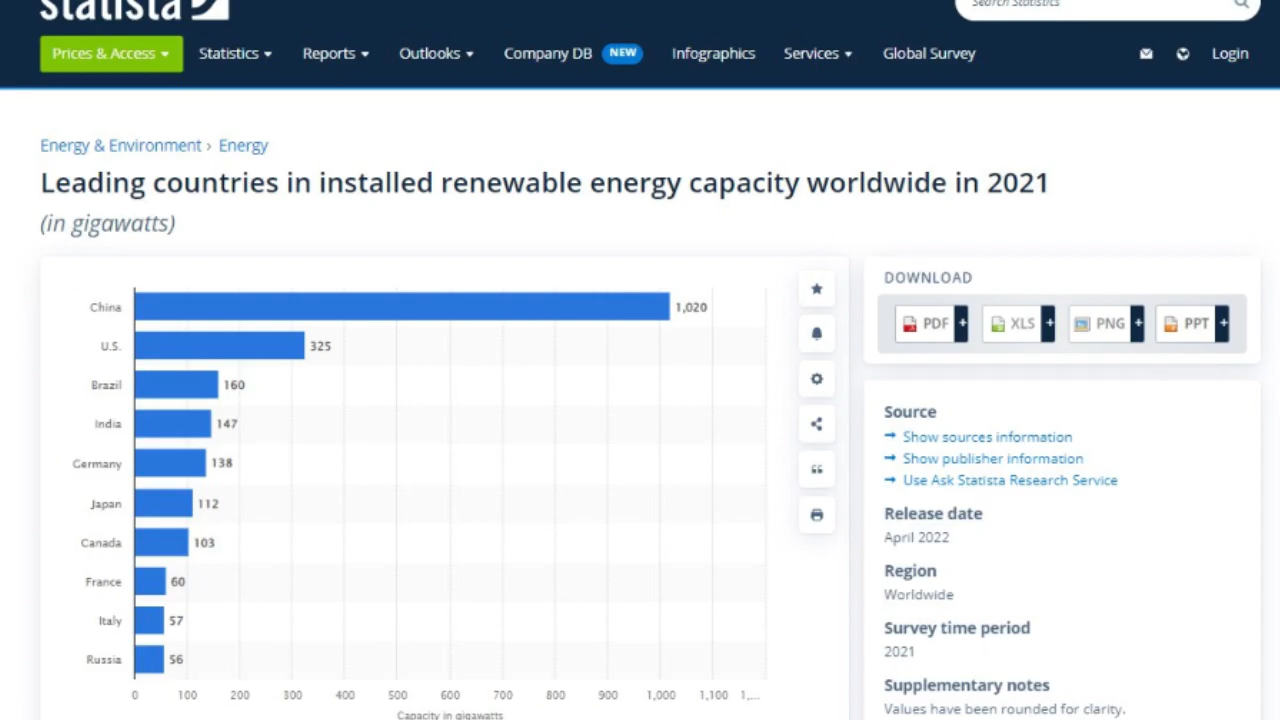 statista
Search Statistics
Prices & Access Statistics Reports Outlooks Company DB NEW Infographics Services Global Survey Login
Energy & Environment › Energy
Leading countries in installed renewable energy capacity worldwide in 2021
(in gigawatts)
China 1,020
U.S. 325
Brazil 160
India 147
Germany 138
Japan 112
Canada 103
France 60
Italy 57
Russia 56
0 100 200 300 400 500 600 700 800 900 1,000 1,100 1,...
Capacity in gigawatts
DOWNLOAD
PDF + XLS + PNG + PPT +
Source
→ Show sources information
→ Show publisher information
→ Use Ask Statista Research Service
Release date
April 2022
Region
Worldwide
Survey time period
2021
Supplementary notes
Values have been rounded for clarity.